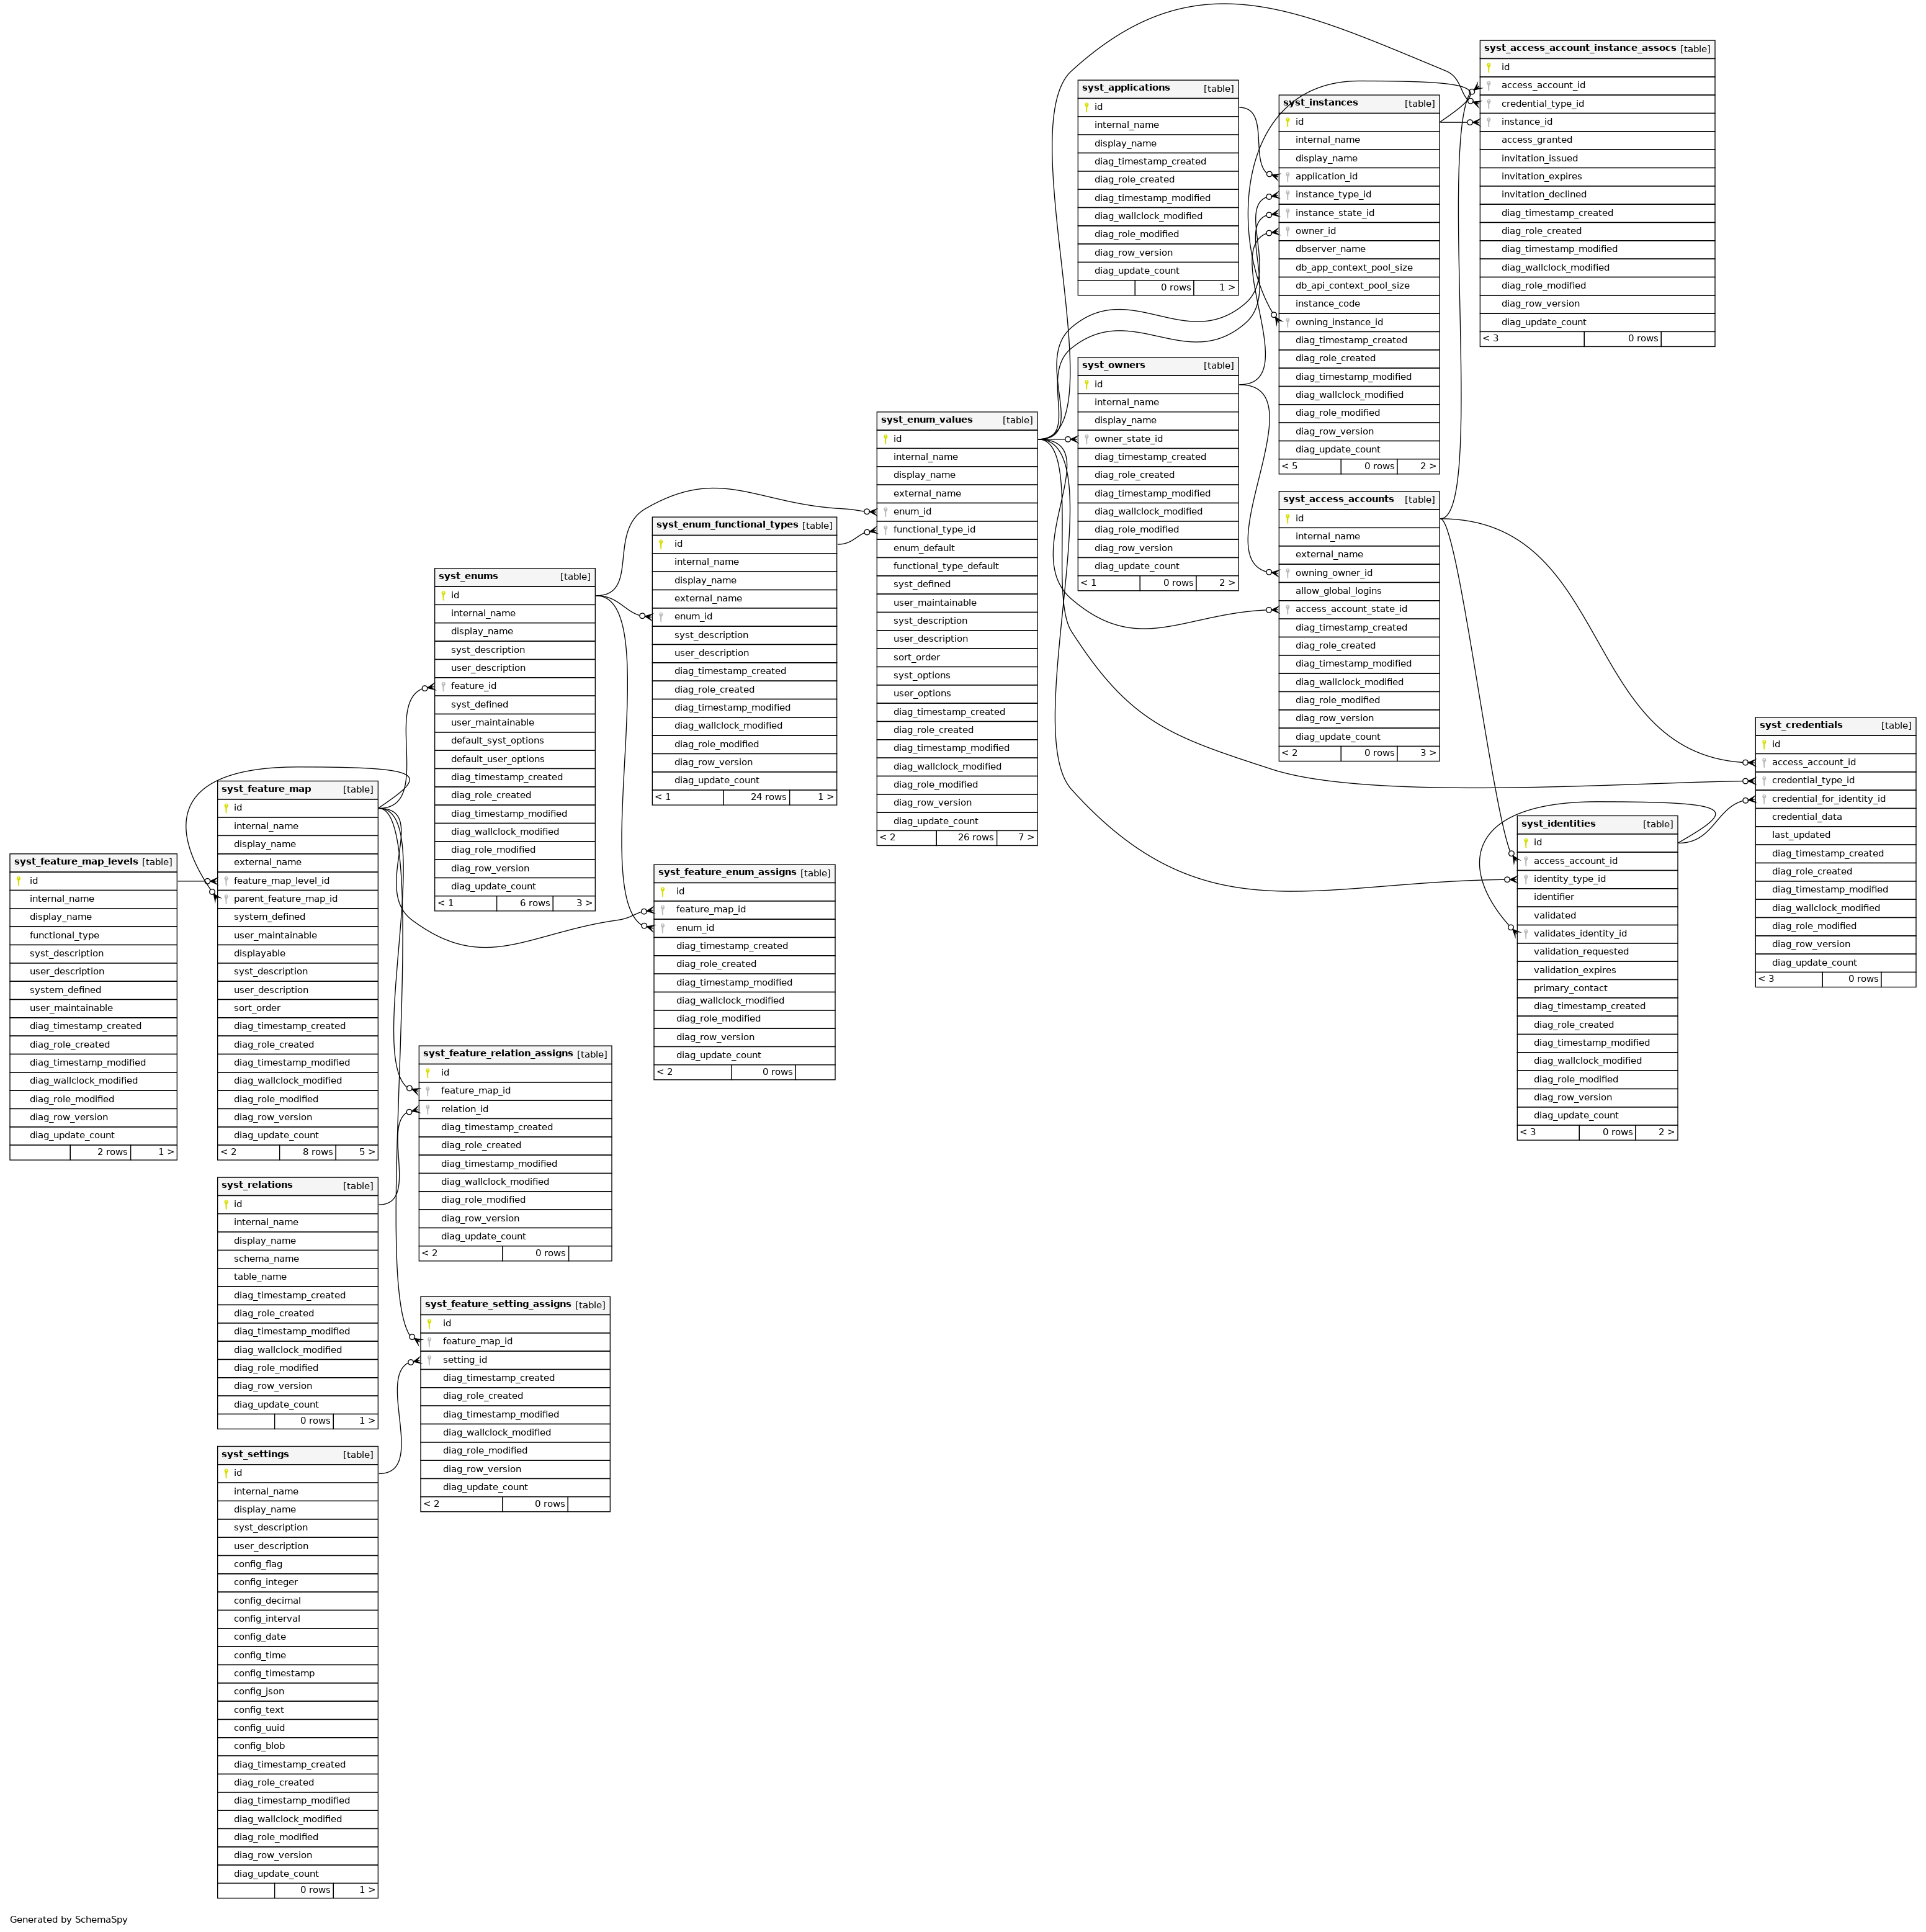 syst_access_account_instance_assocs [table]
id
access_account_id
credential_type_id
instance_id
access_granted
invitation_issued
invitation_expires
invitation_declined
diag_timestamp_created
diag_role_created
diag_timestamp_modified
diag_wallclock_modified
diag_role_modified
diag_row_version
diag_update_count
< 3 0 rows
syst_applications [table]
id
internal_name
display_name
diag_timestamp_created
diag_role_created
diag_timestamp_modified
diag_wallclock_modified
diag_role_modified
diag_row_version
diag_update_count
0 rows 1 >
syst_instances [table]
id
internal_name
display_name
application_id
instance_type_id
instance_state_id
owner_id
dbserver_name
db_app_context_pool_size
db_api_context_pool_size
instance_code
owning_instance_id
diag_timestamp_created
diag_role_created
diag_timestamp_modified
diag_wallclock_modified
diag_role_modified
diag_row_version
diag_update_count
< 5 0 rows 2 >
syst_owners [table]
id
internal_name
display_name
owner_state_id
diag_timestamp_created
diag_role_created
diag_timestamp_modified
diag_wallclock_modified
diag_role_modified
diag_row_version
diag_update_count
< 1 0 rows 2 >
syst_enum_values [table]
id
internal_name
display_name
external_name
enum_id
functional_type_id
enum_default
functional_type_default
syst_defined
user_maintainable
syst_description
user_description
sort_order
syst_options
user_options
diag_timestamp_created
diag_role_created
diag_timestamp_modified
diag_wallclock_modified
diag_role_modified
diag_row_version
diag_update_count
< 2 26 rows 7 >
syst_access_accounts [table]
id
internal_name
external_name
owning_owner_id
allow_global_logins
access_account_state_id
diag_timestamp_created
diag_role_created
diag_timestamp_modified
diag_wallclock_modified
diag_role_modified
diag_row_version
diag_update_count
< 2 0 rows 3 >
syst_enum_functional_types [table]
id
internal_name
display_name
external_name
enum_id
syst_description
user_description
diag_timestamp_created
diag_role_created
diag_timestamp_modified
diag_wallclock_modified
diag_role_modified
diag_row_version
diag_update_count
< 1 24 rows 1 >
syst_enums [table]
id
internal_name
display_name
syst_description
user_description
feature_id
syst_defined
user_maintainable
default_syst_options
default_user_options
diag_timestamp_created
diag_role_created
diag_timestamp_modified
diag_wallclock_modified
diag_role_modified
diag_row_version
diag_update_count
< 1 6 rows 3 >
syst_credentials [table]
id
access_account_id
credential_type_id
credential_for_identity_id
credential_data
last_updated
diag_timestamp_created
diag_role_created
diag_timestamp_modified
diag_wallclock_modified
diag_role_modified
diag_row_version
diag_update_count
< 3 0 rows
syst_feature_map [table]
id
internal_name
display_name
external_name
feature_map_level_id
parent_feature_map_id
system_defined
user_maintainable
displayable
syst_description
user_description
sort_order
diag_timestamp_created
diag_role_created
diag_timestamp_modified
diag_wallclock_modified
diag_role_modified
diag_row_version
diag_update_count
< 2 8 rows 5 >
syst_identities [table]
id
access_account_id
identity_type_id
identifier
validated
validates_identity_id
validation_requested
validation_expires
primary_contact
diag_timestamp_created
diag_role_created
diag_timestamp_modified
diag_wallclock_modified
diag_role_modified
diag_row_version
diag_update_count
< 3 0 rows 2 >
syst_feature_map_levels [table]
id
internal_name
display_name
functional_type
syst_description
user_description
system_defined
user_maintainable
diag_timestamp_created
diag_role_created
diag_timestamp_modified
diag_wallclock_modified
diag_role_modified
diag_row_version
diag_update_count
2 rows 1 >
syst_feature_enum_assigns [table]
id
feature_map_id
enum_id
diag_timestamp_created
diag_role_created
diag_timestamp_modified
diag_wallclock_modified
diag_role_modified
diag_row_version
diag_update_count
< 2 0 rows
syst_feature_relation_assigns [table]
id
feature_map_id
relation_id
diag_timestamp_created
diag_role_created
diag_timestamp_modified
diag_wallclock_modified
diag_role_modified
diag_row_version
diag_update_count
< 2 0 rows
syst_relations [table]
id
internal_name
display_name
schema_name
table_name
diag_timestamp_created
diag_role_created
diag_timestamp_modified
diag_wallclock_modified
diag_role_modified
diag_row_version
diag_update_count
0 rows 1 >
syst_feature_setting_assigns [table]
id
feature_map_id
setting_id
diag_timestamp_created
diag_role_created
diag_timestamp_modified
diag_wallclock_modified
diag_role_modified
diag_row_version
diag_update_count
< 2 0 rows
syst_settings [table]
id
internal_name
display_name
syst_description
user_description
config_flag
config_integer
config_decimal
config_interval
config_date
config_time
config_timestamp
config_json
config_text
config_uuid
config_blob
diag_timestamp_created
diag_role_created
diag_timestamp_modified
diag_wallclock_modified
diag_role_modified
diag_row_version
diag_update_count
0 rows 1 >
Generated by SchemaSpy